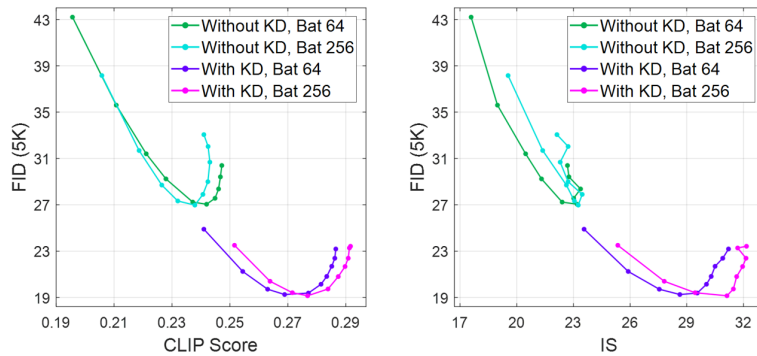 43
39
35
31
27
23
19
FID (5K)
0.19
0.21
0.23
0.25
0.27
0.29
CLIP Score
Without KD, Bat 64
Without KD, Bat 256
With KD, Bat 64
With KD, Bat 256
43
39
35
31
27
23
19
FID (5K)
17
20
23
26
29
32
IS
Without KD, Bat 64
Without KD, Bat 256
With KD, Bat 64
With KD, Bat 256